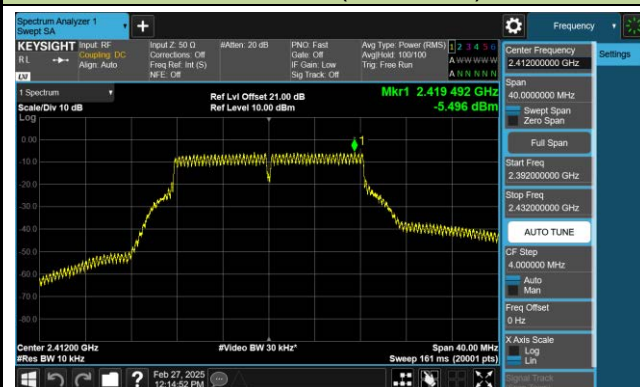 Spectrum Analyzer 1
Swept SA
Frequency
KEYSIGHT
RL
Input: RF
Coupling: DC
Align: Auto
Input Z: 50 Ω
Corrections: Off
Freq Ref: Int (S)
NFE: Off
#Atten: 20 dB
PNO: Fast
Gate: Off
IF Gain: Low
Sig Track: Off
Avg Type: Power (RMS)
Avg|Hold: 100/100
Trig: Free Run
1 2 3 4 5 6
A W W W W W
A N N N N N
Center Frequency
2.412000000 GHz
Settings
Span
40.0000000 MHz
Swept Span
Zero Span
Full Span
Start Freq
2.392000000 GHz
Stop Freq
2.432000000 GHz
AUTO TUNE
CF Step
4.000000 MHz
Auto
Man
Freq Offset
0 Hz
X Axis Scale
Log
Lin
Signal Track
1 Spectrum
Scale/Div 10 dB
Log
Ref Lvl Offset 21.00 dB
Ref Level 10.00 dBm
Mkr1 2.419 492 GHz
-5.496 dBm
1
0.00
-10.0
-20.0
-30.0
-40.0
-50.0
-60.0
-70.0
-80.0
Center 2.41200 GHz
#Res BW 10 kHz
#Video BW 30 kHz*
Span 40.00 MHz
Sweep 161 ms (20001 pts)
Feb 27, 2025
12:14:52 PM